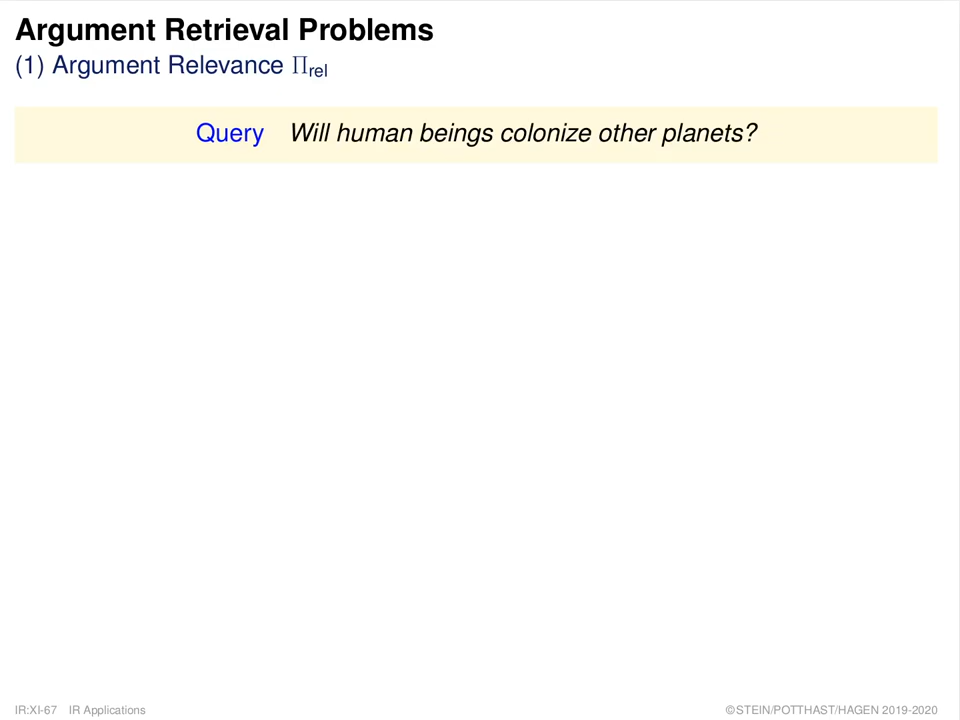 Argument Retrieval Problems
(1) Argument Relevance Πrel
Query Will human beings colonize other planets?
IR:XI-67 IR Applications ©STEIN/POTTHAST/HAGEN 2019-2020